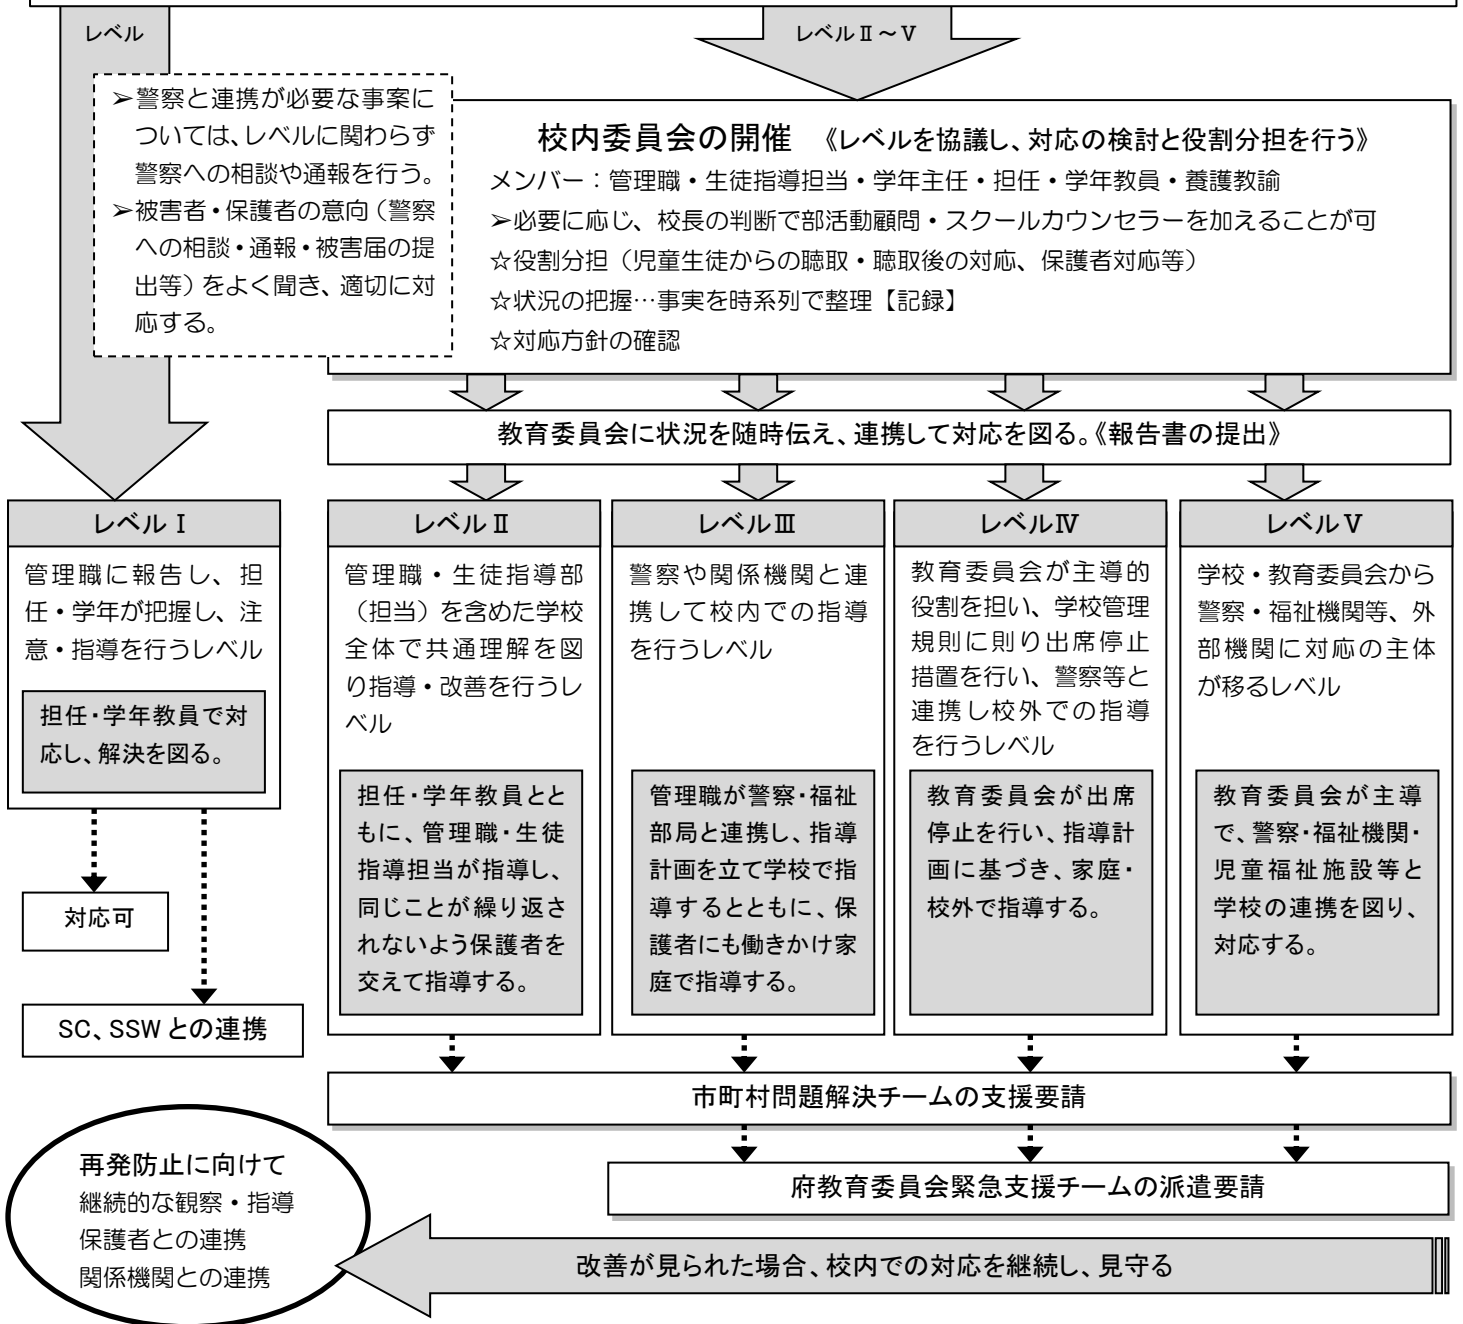 レベル
レベルⅡ～Ⅴ
➢警察と連携が必要な事案に
ついては、レベルに関わらず
警察への相談や通報を行う。
➢被害者・保護者の意向（警察
への相談・通報・被害届の提
出等）をよく聞き、適切に対
応する。
校内委員会の開催　《レベルを協議し、対応の検討と役割分担を行う》
メンバー：管理職・生徒指導担当・学年主任・担任・学年教員・養護教諭
➢必要に応じ、校長の判断で部活動顧問・スクールカウンセラーを加えることが可
☆役割分担（児童生徒からの聴取・聴取後の対応、保護者対応等）
☆状況の把握…事実を時系列で整理【記録】
☆対応方針の確認
教育委員会に状況を随時伝え、連携して対応を図る。《報告書の提出》
レベルⅠ
管理職に報告し、担
任・学年が把握し、注
意・指導を行うレベル
担任・学年教員で対
応し、解決を図る。
対応可
SC、SSWとの連携
レベルⅡ
管理職・生徒指導部
（担当）を含めた学校
全体で共通理解を図
り指導・改善を行うレ
ベル
担任・学年教員とと
もに、管理職・生徒
指導担当が指導し、
同じことが繰り返さ
れないよう保護者を
交えて指導する。
レベルⅢ
警察や関係機関と連
携して校内での指導
を行うレベル
管理職が警察・福祉
部局と連携し、指導
計画を立て学校で指
導するとともに、保
護者にも働きかけ家
庭で指導する。
レベルⅣ
教育委員会が主導的
役割を担い、学校管理
規則に則り出席停止
措置を行い、警察等と
連携し校外での指導
を行うレベル
教育委員会が出席
停止を行い、指導計
画に基づき、家庭・
校外で指導する。
レベルⅤ
学校・教育委員会から
警察・福祉機関等、外
部機関に対応の主体
が移るレベル
教育委員会が主導
で、警察・福祉機関・
児童福祉施設等と
学校の連携を図り、
対応する。
市町村問題解決チームの支援要請
府教育委員会緊急支援チームの派遣要請
再発防止に向けて
継続的な観察・指導
保護者との連携
関係機関との連携
改善が見られた場合、校内での対応を継続し、見守る